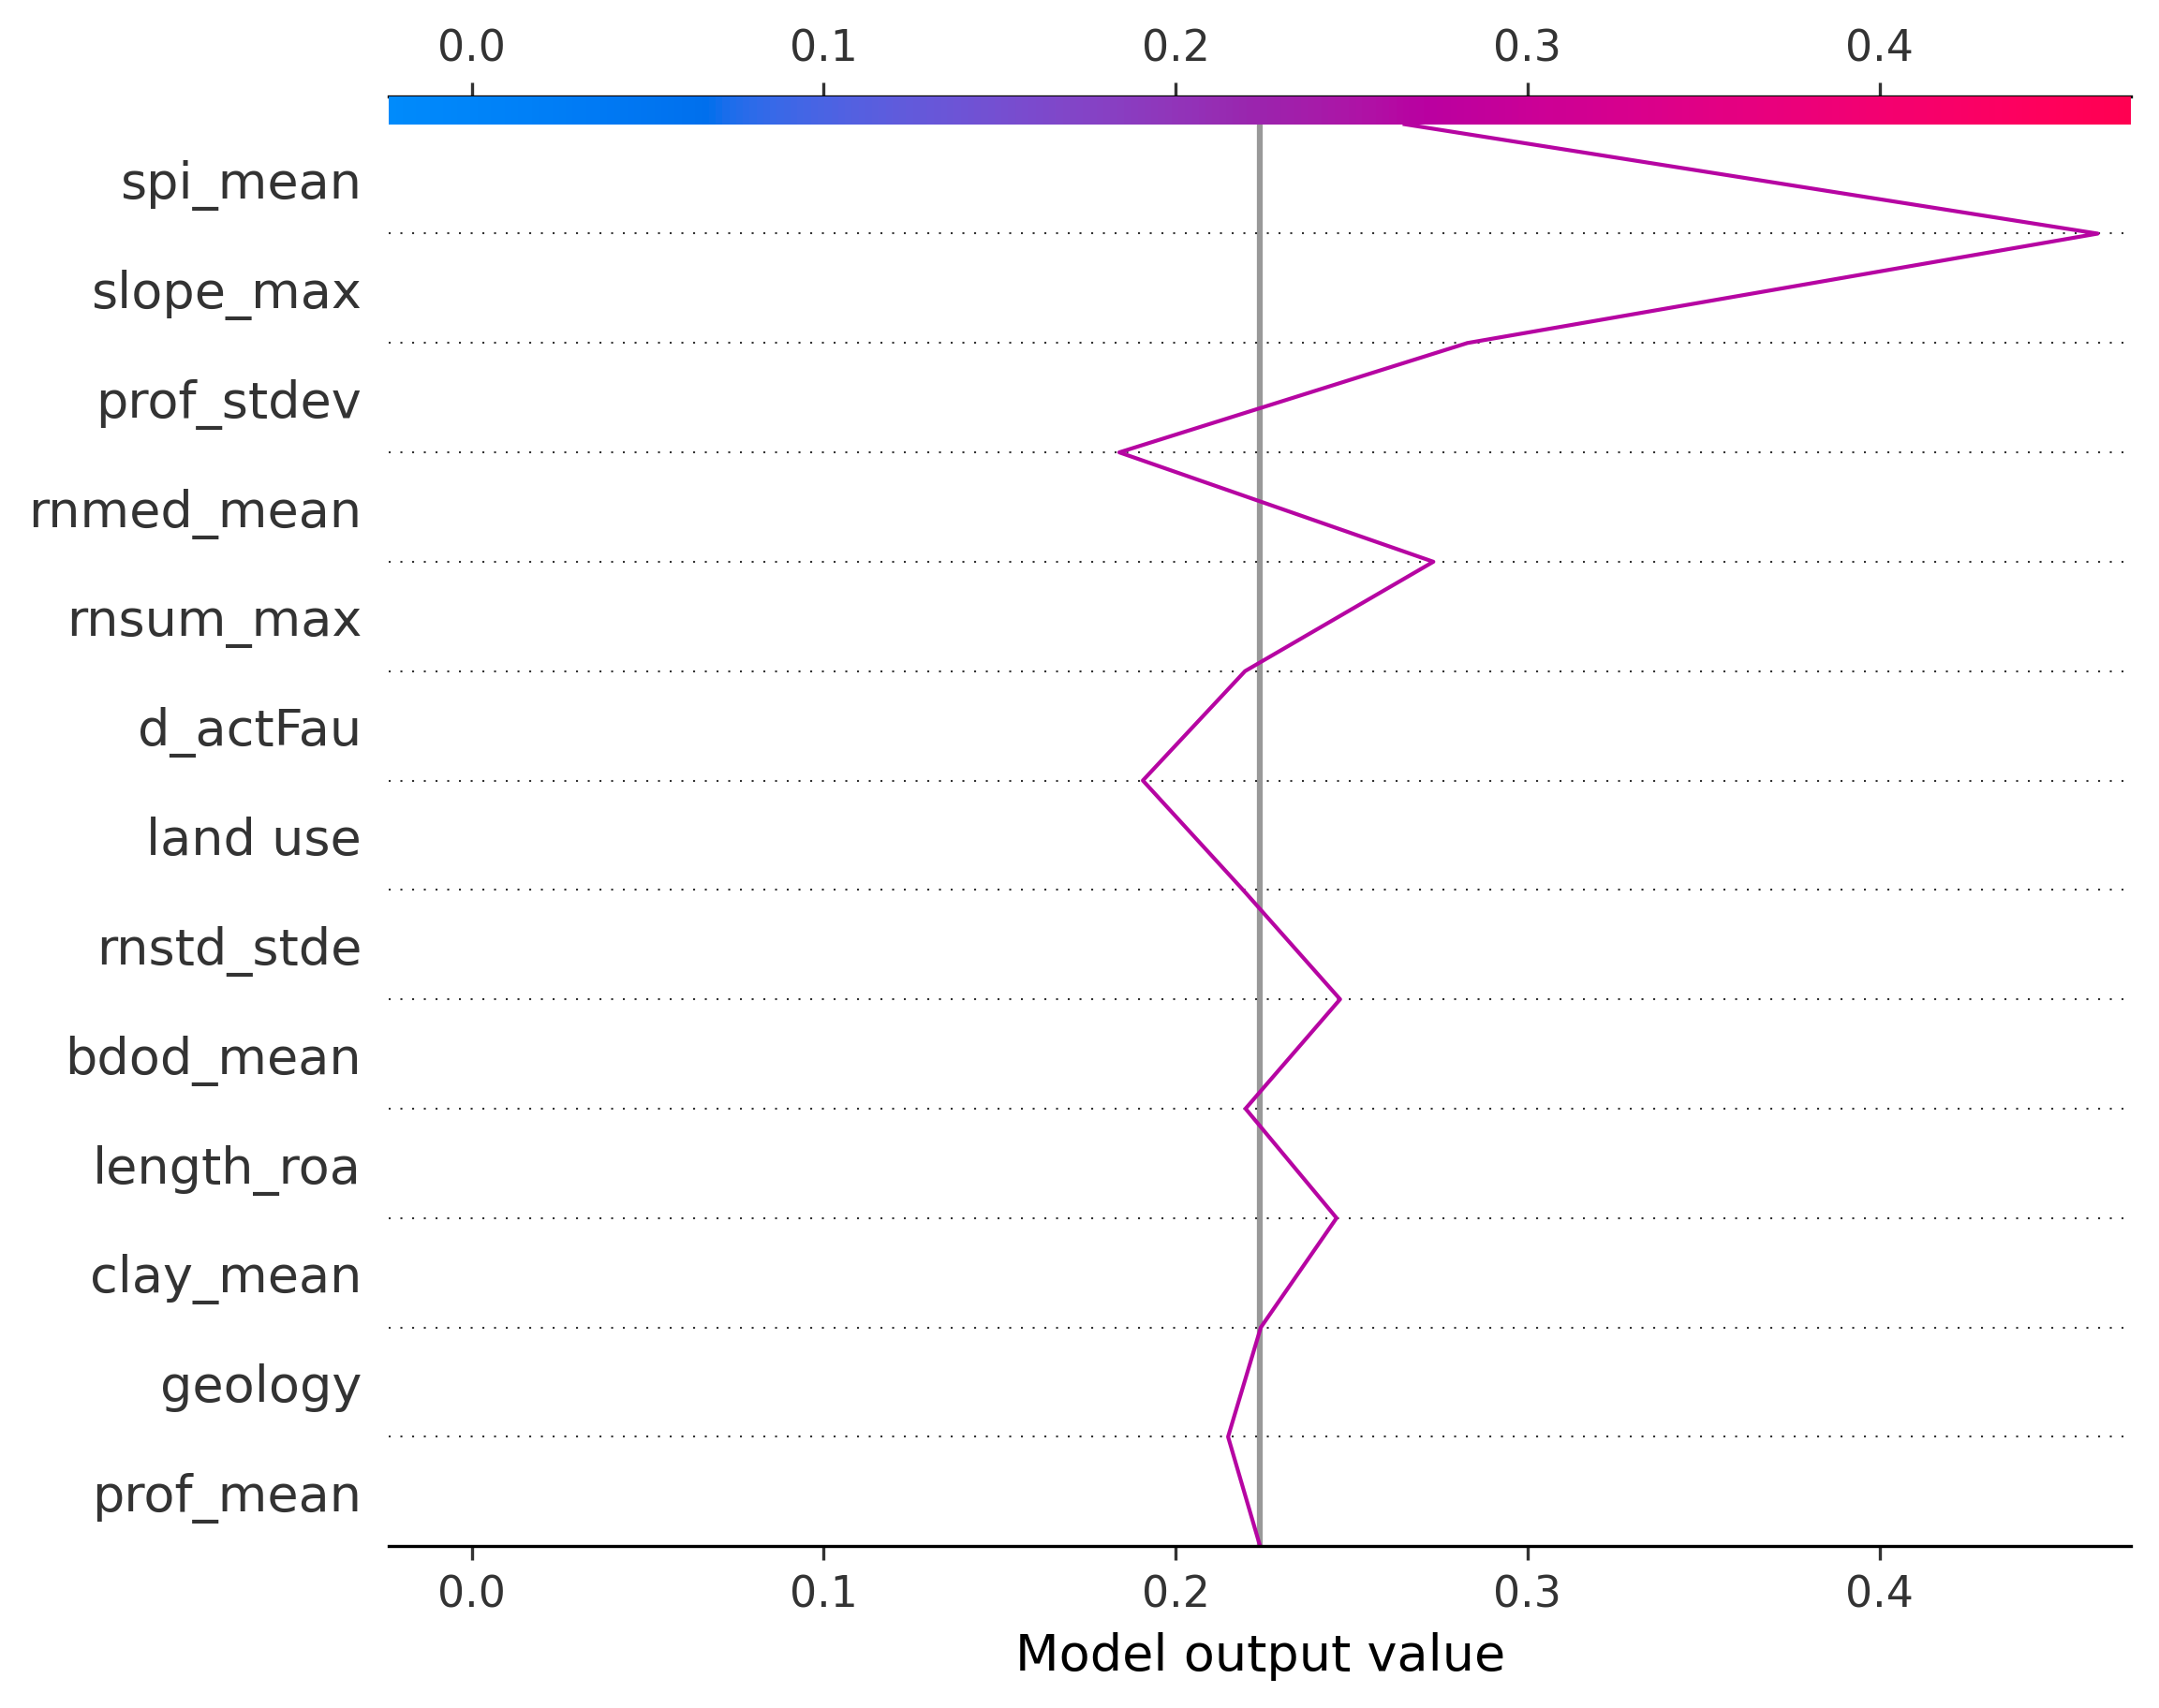 0.0 0.1 0.2 0.3 0.4
spi_mean
slope_max
prof_stdev
rnmed_mean
rnsum_max
d_actFau
land use
rnstd_stde
bdod_mean
length_roa
clay_mean
geology
prof_mean
0.0 0.1 0.2 0.3 0.4
Model output value